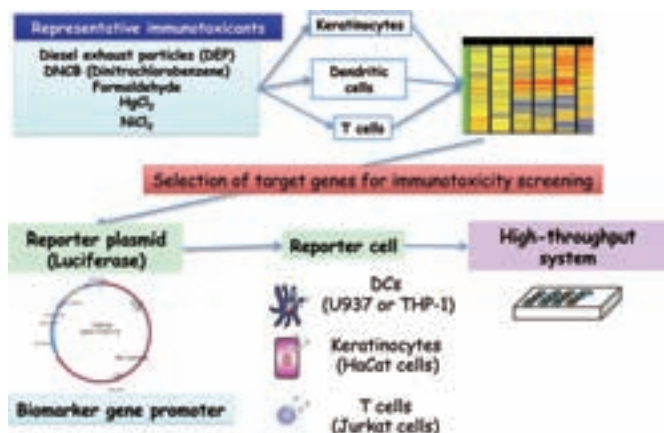 Representative immunotoxicants
Diesel exhaust particles (DEP)
DNCB (Dinitrochlorobenzene)
Formaldehyde
HgCl₂
NiCl₂
Keratinocytes
Dendritic
cells
T cells
Selection of target genes for immunotoxicity screening
Reporter plasmid
(Luciferase)
Reporter cell
High-throughput
system
DCs
(U937 or THP-1)
Keratinocytes
(HaCat cells)
T cells
(Jurkat cells)
Biomarker gene promoter